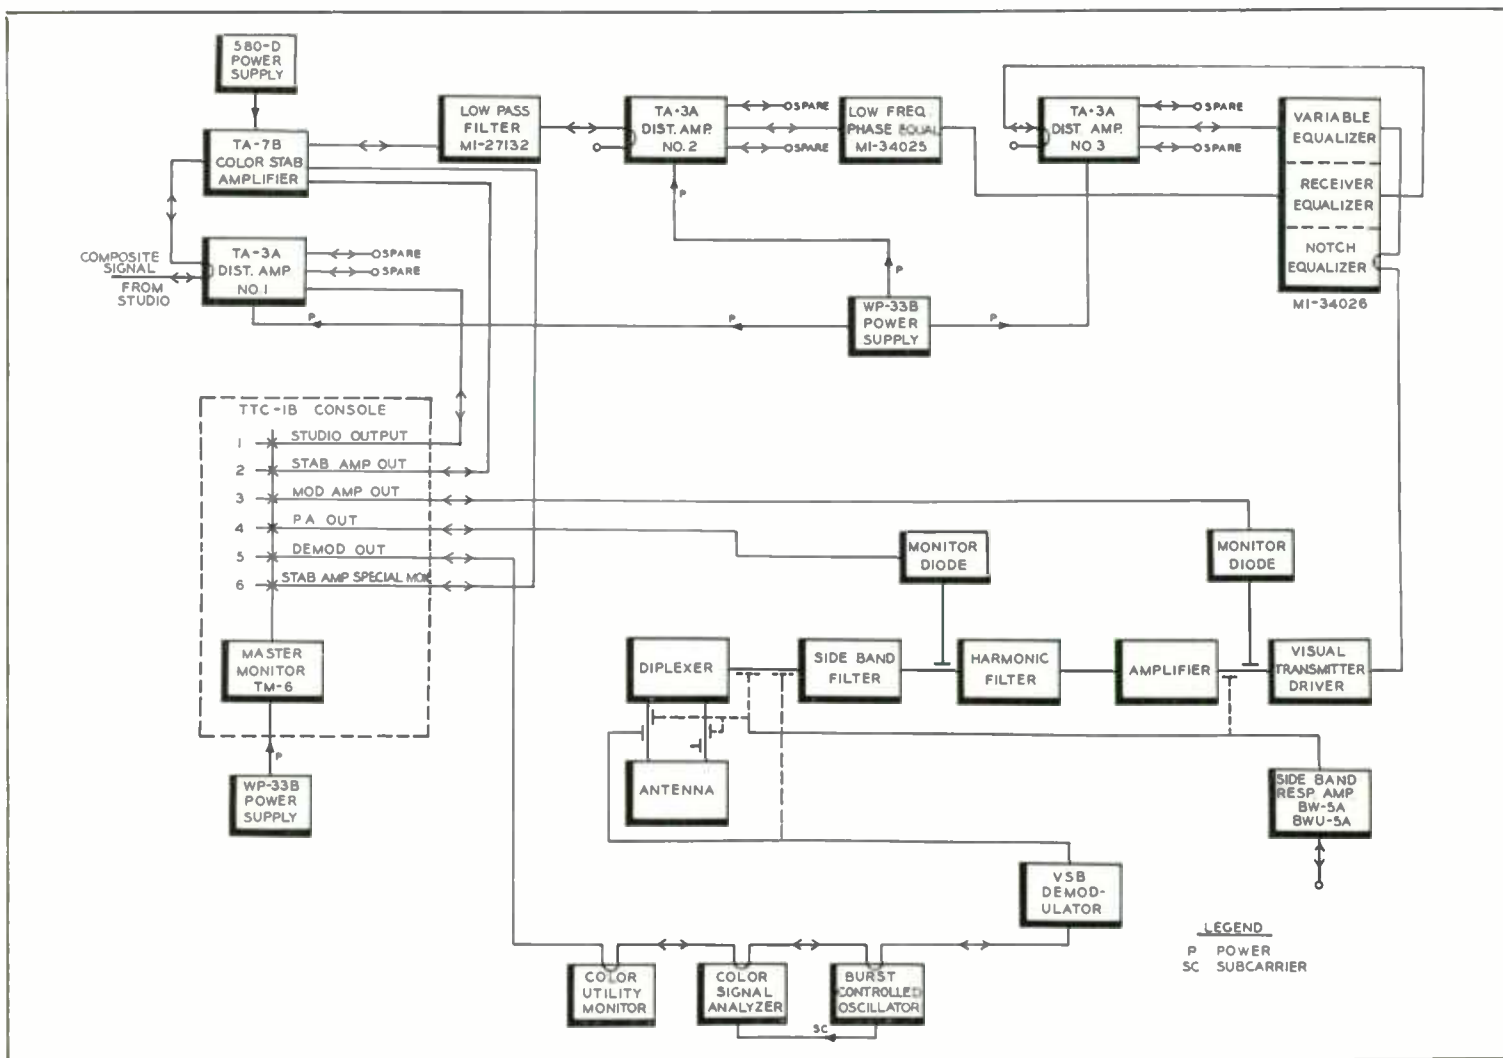 580-D
POWER
SUPPLY
TA-7B
COLOR STAB
AMPLIFIER
LOW PASS
FILTER
MI-27132
TA-3A
DIST. AMP.
NO. 2
SPARE
SPARE
LOW FREQ.
PHASE EQUAL
MI-34025
TA-3A
DIST. AMP.
NO 3
SPARE
SPARE
VARIABLE
EQUALIZER
RECEIVER
EQUALIZER
NOTCH
EQUALIZER
MI-34026
COMPOSITE
SIGNAL
FROM
STUDIO
TA-3A
DIST. AMP
NO. 1
SPARE
SPARE
P
P
P
P
P
WP-33B
POWER
SUPPLY
TTC-1B CONSOLE
1 STUDIO OUTPUT
2 STAB AMP OUT
3 MOD AMP OUT
4 PA OUT
5 DEMOD OUT
6 STAB AMP SPECIAL MON
MASTER
MONITOR
TM-6
P
WP-33B
POWER
SUPPLY
MONITOR
DIODE
MONITOR
DIODE
DIPLEXER
SIDE BAND
FILTER
HARMONIC
FILTER
AMPLIFIER
VISUAL
TRANSMITTER
DRIVER
ANTENNA
SIDE BAND
RESP. AMP
BW-5A
BWU-5A
VSB
DEMOD-
ULATOR
COLOR
UTILITY
MONITOR
COLOR
SIGNAL
ANALYZER
BURST
CONTROLLED
OSCILLATOR
SC
LEGEND
P POWER
SC SUBCARRIER